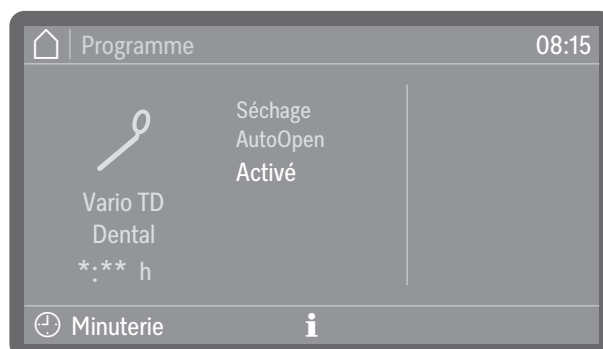 Programme
08:15
Vario TD
Dental
*:** h
Séchage
AutoOpen
Activé
Minuterie
i